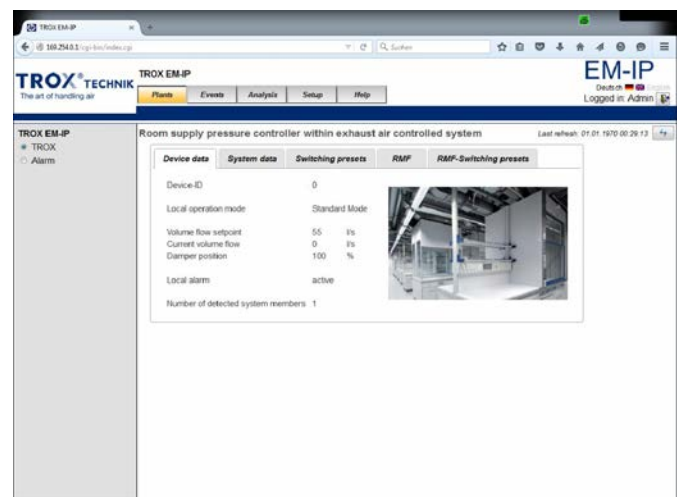 TROX EM-IP
169.254.0.1/cgi-bin/index.cgi
Suchen
TROX® TECHNIK
The art of handling air
TROX EM-IP
Plants Events Analysis Setup Help
EM-IP
Deutsch English
Logged in: Admin
TROX EM-IP
TROX
Alarm
Room supply pressure controller within exhaust air controlled system
Last refresh: 01.01.1970 00:29:13
Device data System data Switching presets RMF RMF-Switching presets
Device-ID 0
Local operation mode Standard Mode
Volume flow setpoint 55 l/s
Current volume flow 0 l/s
Damper position 100 %
Local alarm active
Number of detected system members 1